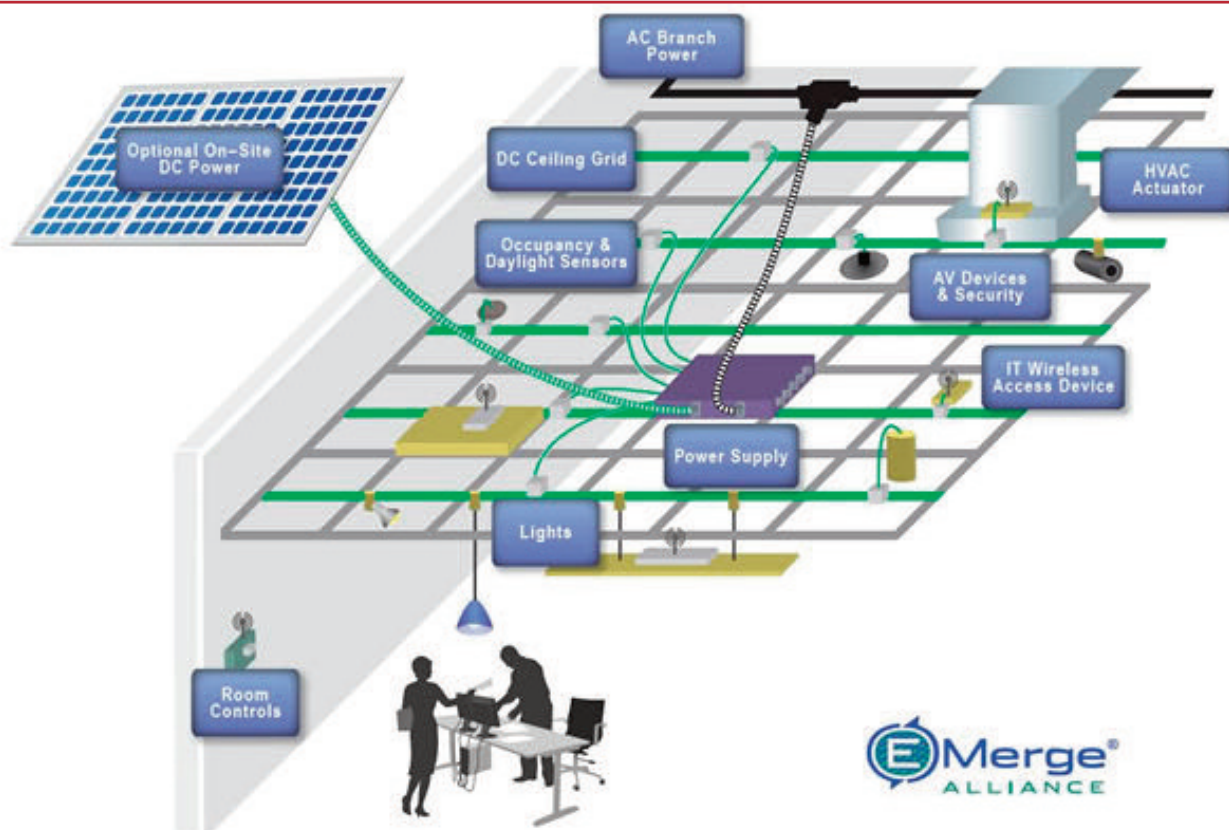 AC Branch
Power
Optional On-Site
DC Power
DC Ceiling Grid
HVAC
Actuator
Occupancy &
Daylight Sensors
AV Devices
& Security
IT Wireless
Access Device
Power Supply
Lights
Room
Controls
EMerge®
ALLIANCE